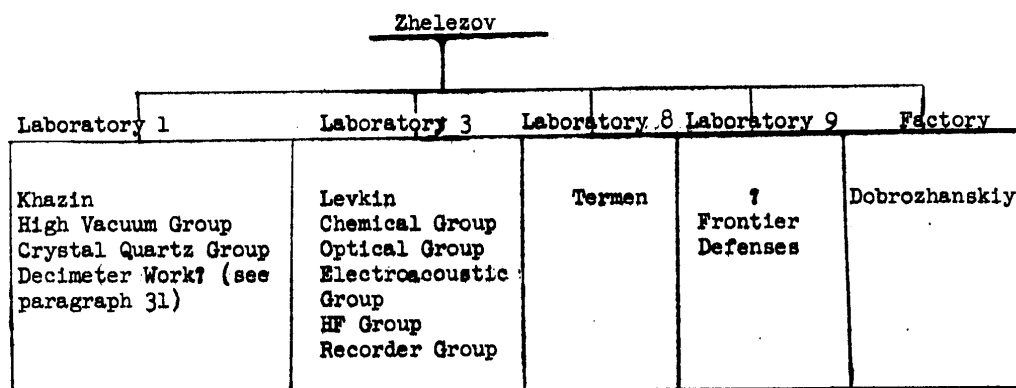 Zhelezov
Laboratory 1
Laboratory 3
Laboratory 8
Laboratory 9
Factory
Khazin
High Vacuum Group
Crystal Quartz Group
Decimeter Work? (see
paragraph 31)
Levkin
Chemical Group
Optical Group
Electroacoustic
Group
HF Group
Recorder Group
Termen
?
Frontier
Defenses
Dobrozhanskiy